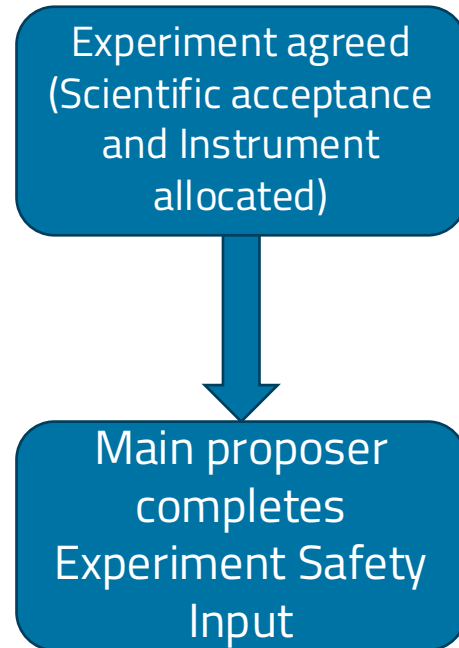 Experiment agreed
(Scientific acceptance
and Instrument
allocated)
Main proposer
completes
Experiment Safety
Input